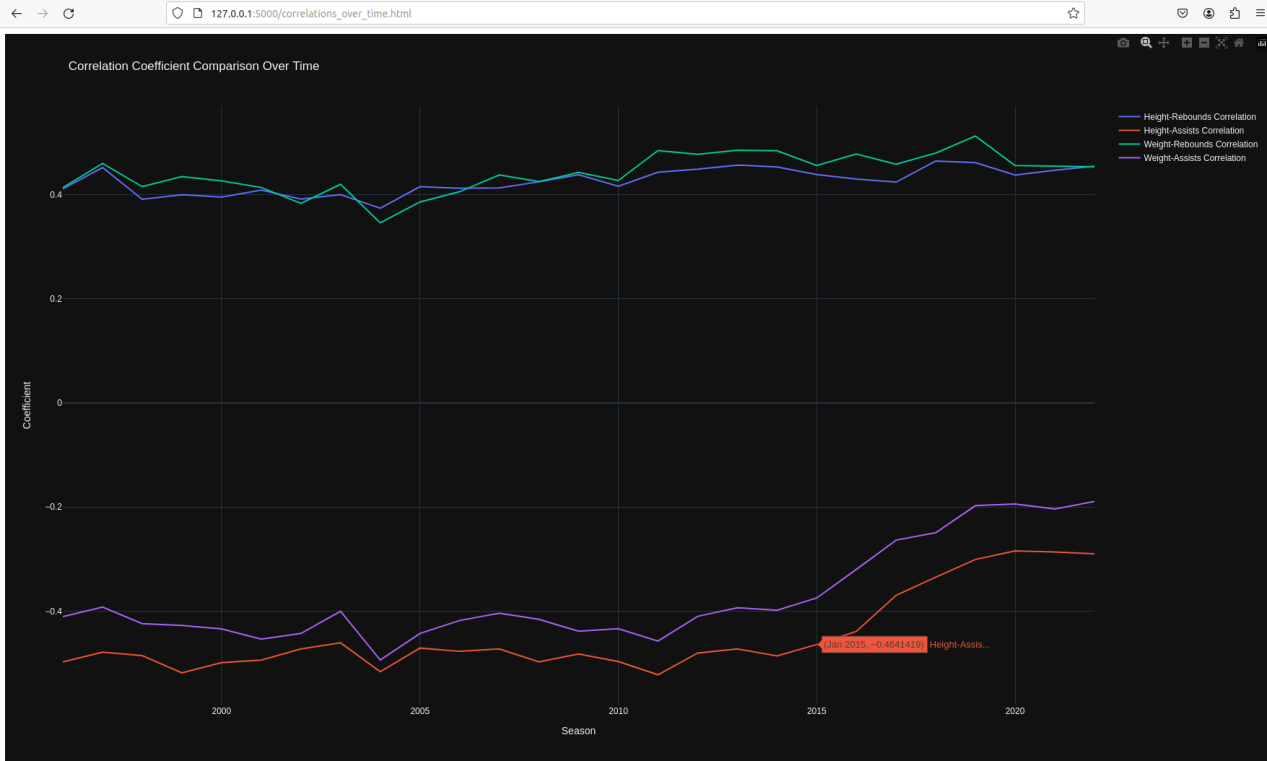 127.0.0.1:5000/correlations_over_time.html
Correlation Coefficient Comparison Over Time
Height-Rebounds Correlation
Height-Assists Correlation
Weight-Rebounds Correlation
Weight-Assists Correlation
0.4
0.2
0
−0.2
−0.4
Coefficient
(Jan 2015, −0.4641419) Height-Assis...
2000
2005
2010
2015
2020
Season